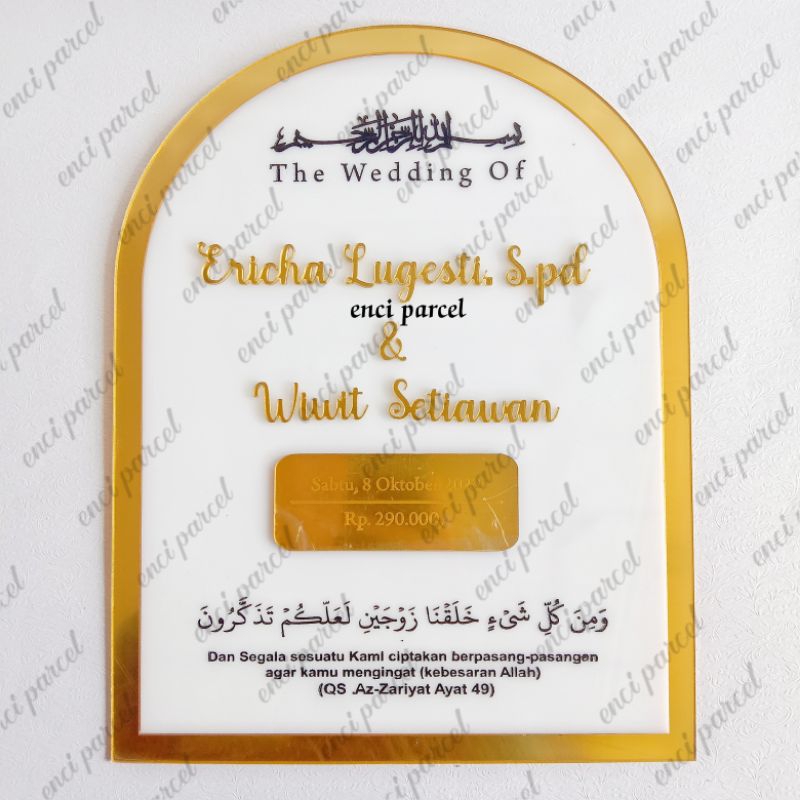 بسم الله الرحمن الرحيم
The Wedding Of
Ericha Lugesti. S.pd
enci parcel
&
Wiwit Setiawan
Sabtu, 8 Oktober
Rp. 290.000,
وَمِنَ كُلِّ شَىْءٍ خَلَقْنَا زَوْجَيْنِ لَعَلَّكُمْ تَذَكَّرُونَ
Dan Segala sesuatu KamI ciptakan berpasang-pasangan
agar kamu mengingat (kebesaran Allah)
(QS .Az-Zariyat Ayat 49)